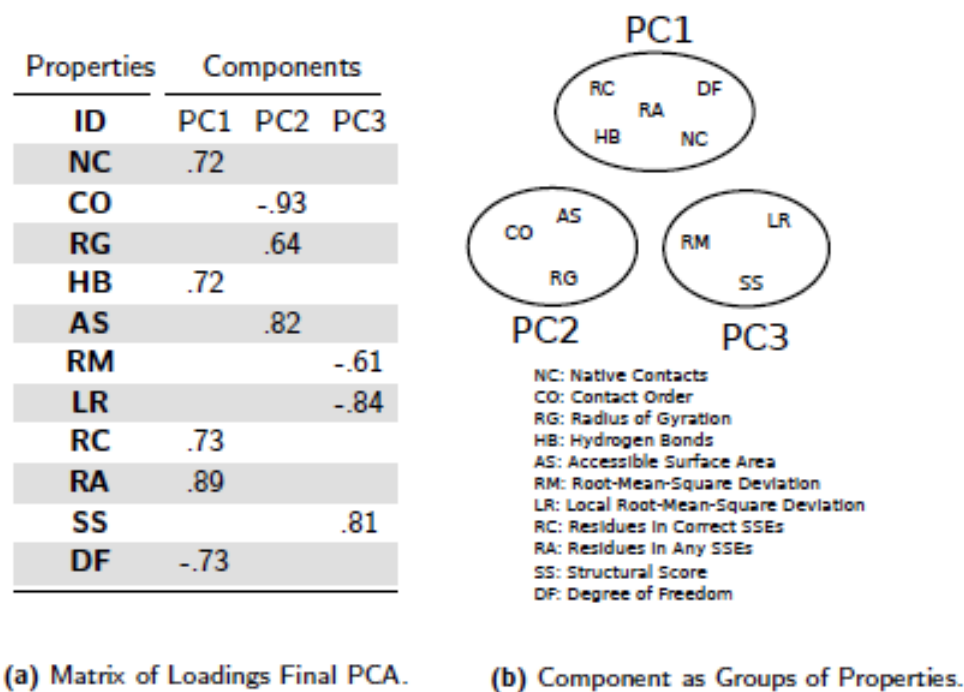 Properties Components
ID PC1 PC2 PC3
NC .72
CO -.93
RG .64
HB .72
AS .82
RM -.61
LR -.84
RC .73
RA .89
SS .81
DF -.73
(a) Matrix of Loadings Final PCA.
PC1
RC DF
RA
HB NC
AS
CO
RG
PC2
LR
RM
SS
PC3
NC: Native Contacts
CO: Contact Order
RG: Radius of Gyration
HB: Hydrogen Bonds
AS: Accessible Surface Area
RM: Root-Mean-Square Deviation
LR: Local Root-Mean-Square Deviation
RC: Residues in Correct SSEs
RA: Residues in Any SSEs
SS: Structural Score
DF: Degree of Freedom
(b) Component as Groups of Properties.